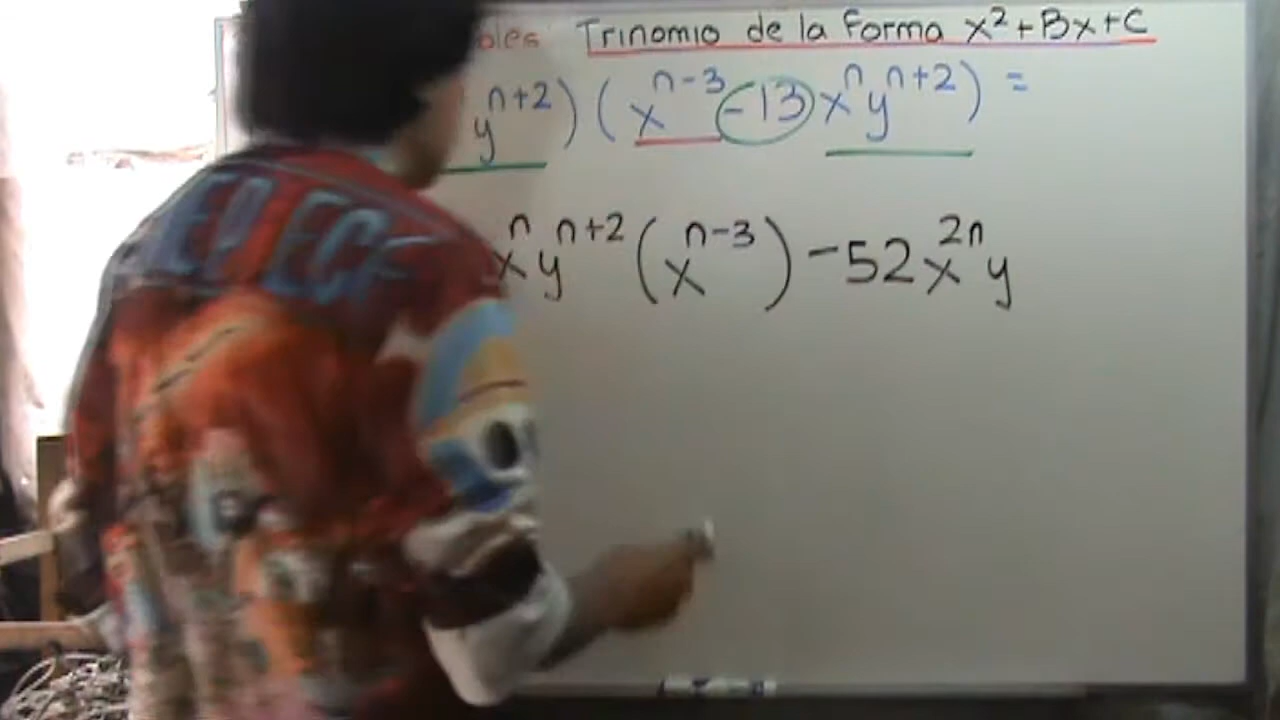 Trinomio de la forma x² + Bx + C
y^{n+2}) (x^{n-3} - 13 x^n y^{n+2}) =
x^n y^{n+2} (x^{n-3}) - 52 x^{2n} y